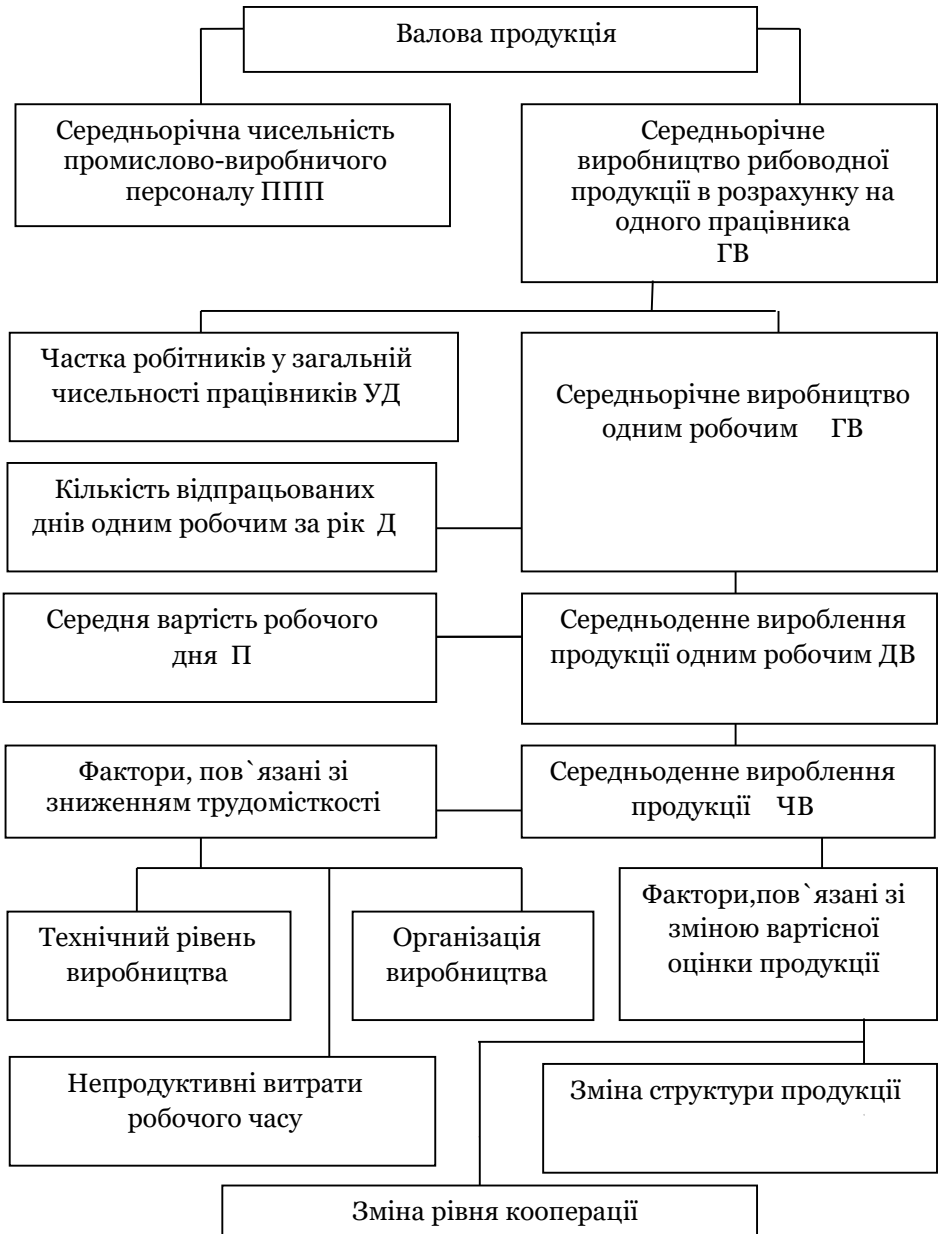 Валова продукція
Середньорічна чисельність
промислово-виробничого
персоналу ППП
Середньорічне
виробництво рибоводної
продукції в розрахунку на
одного працівника
ГВ
Частка робітників у загальній
чисельності працівників УД
Середньорічне виробництво
одним робочим ГВ
Кількість відпрацьованих
днів одним робочим за рік Д
Середня вартість робочого
дня П
Середньоденне вироблення
продукції одним робочим ДВ
Фактори, пов`язані зі
зниженням трудомісткості
Середньоденне вироблення
продукції ЧВ
Технічний рівень
виробництва
Організація
виробництва
Фактори,пов`язані зі
зміною вартісної
оцінки продукції
Непродуктивні витрати
робочого часу
Зміна структури продукції
Зміна рівня кооперації